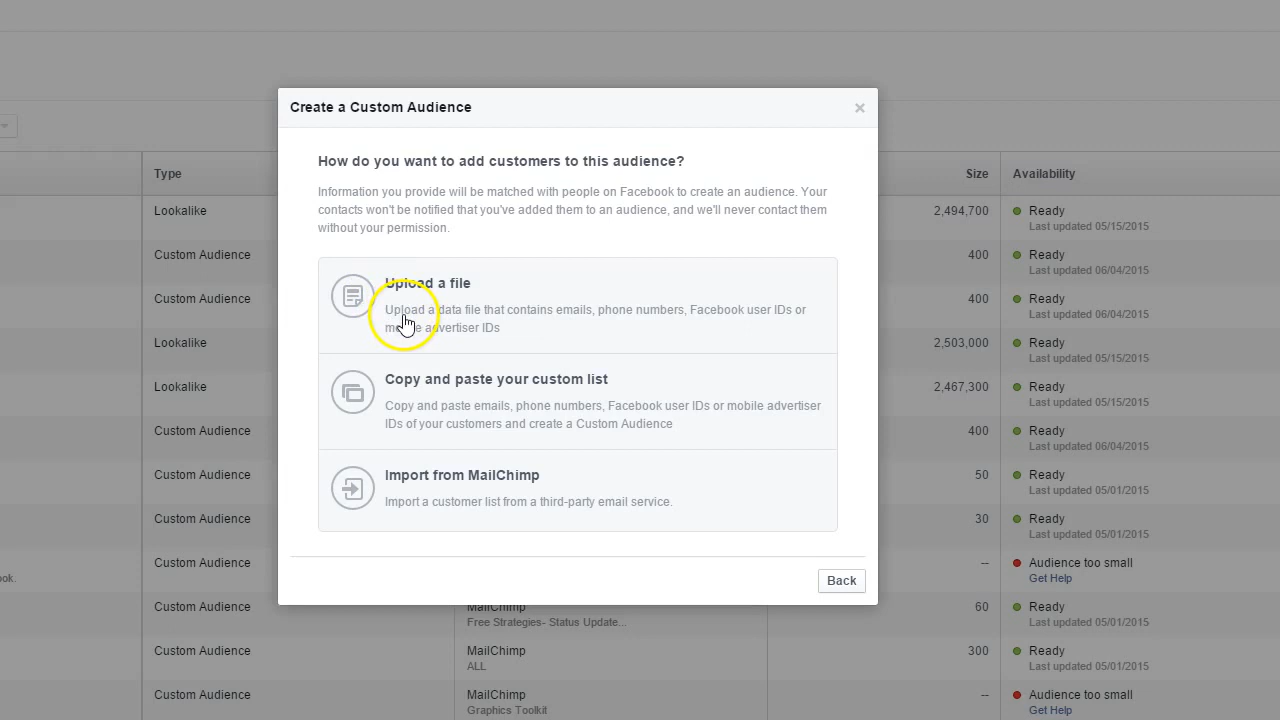 Create a Custom Audience
×
How do you want to add customers to this audience?
Information you provide will be matched with people on Facebook to create an audience. Your
contacts won't be notified that you've added them to an audience, and we'll never contact them
without your permission.
Upload a file
Upload a data file that contains emails, phone numbers, Facebook user IDs or
mobile advertiser IDs
Copy and paste your custom list
Copy and paste emails, phone numbers, Facebook user IDs or mobile advertiser
IDs of your customers and create a Custom Audience
Import from MailChimp
Import a customer list from a third-party email service.
Back
Type Size Availability
Lookalike 2,494,700 Ready
Last updated 05/15/2015
Custom Audience 400 Ready
Last updated 06/04/2015
Custom Audience 400 Ready
Last updated 06/04/2015
Lookalike 2,503,000 Ready
Last updated 05/15/2015
Lookalike 2,467,300 Ready
Last updated 05/15/2015
Custom Audience 400 Ready
Last updated 06/04/2015
Custom Audience 50 Ready
Last updated 05/01/2015
Custom Audience 30 Ready
Last updated 05/01/2015
Custom Audience -- Audience too small
ook. Get Help
Custom Audience MailChimp 60 Ready
Free Strategies- Status Update... Last updated 05/01/2015
Custom Audience MailChimp 300 Ready
ALL Last updated 05/01/2015
Custom Audience MailChimp -- Audience too small
Graphics Toolkit Get Help